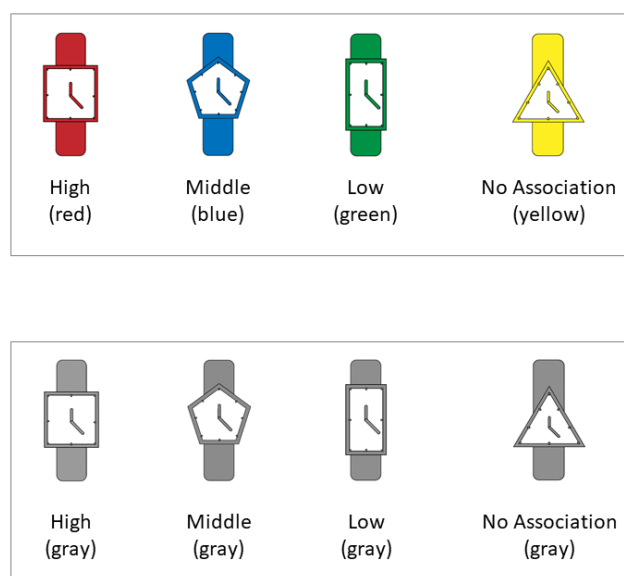 High Middle Low No Association
(red) (blue) (green) (yellow)
High Middle Low No Association
(gray) (gray) (gray) (gray)